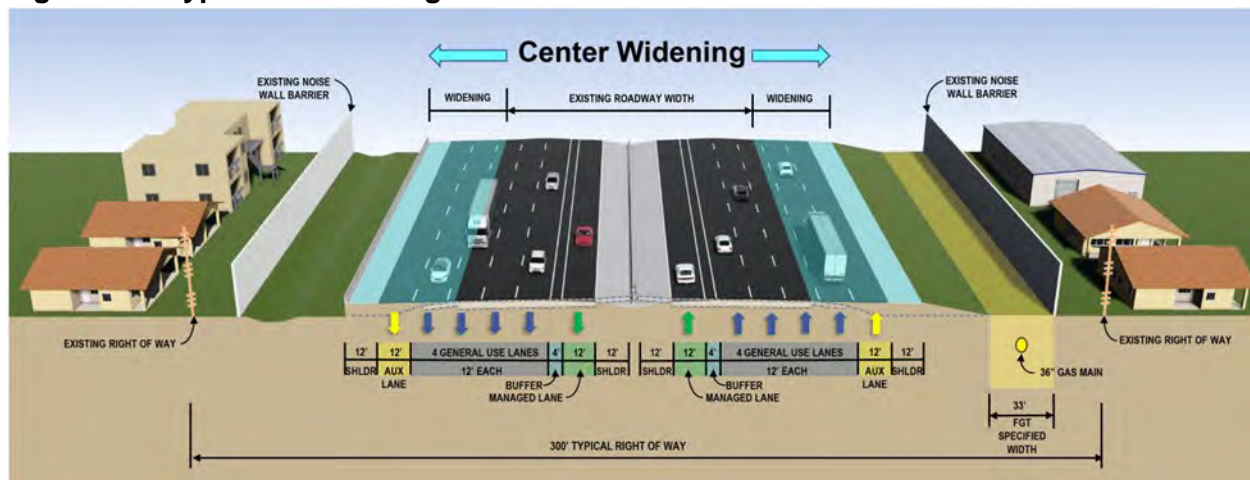 Center Widening
EXISTING NOISE
WALL BARRIER
WIDENING
EXISTING ROADWAY WIDTH
WIDENING
EXISTING NOISE
WALL BARRIER
EXISTING RIGHT OF WAY
EXISTING RIGHT OF WAY
12'
12'
4 GENERAL USE LANES
4'
12'
12'
12'
12'
4'
4 GENERAL USE LANES
12'
12'
SHLDR
AUX
LANE
12' EACH
SHLDR
SHLDR
12' EACH
AUX
LANE
SHLDR
BUFFER
MANAGED LANE
BUFFER
MANAGED LANE
36" GAS MAIN
33'
FGT
SPECIFIED
WIDTH
300' TYPICAL RIGHT OF WAY